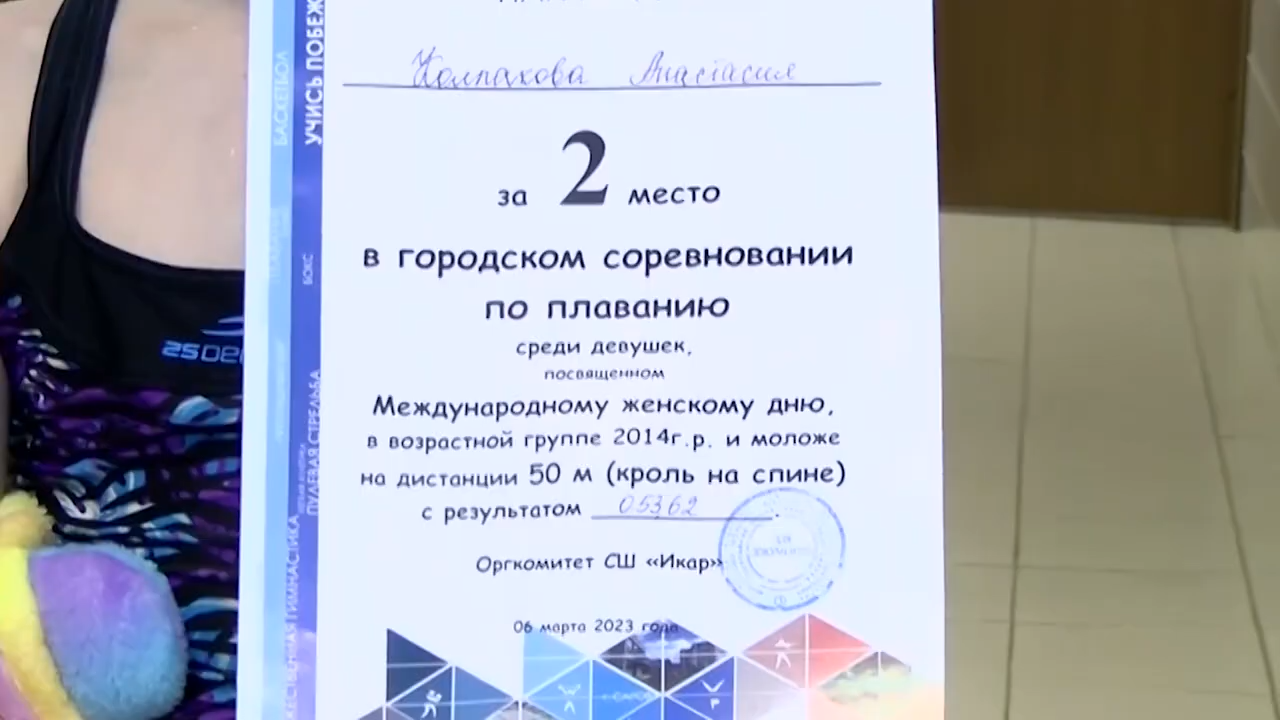 Колпакова Анастасия
за 2 место
в городском соревновании
по плаванию
среди девушек,
посвященном
Международному женскому дню,
в возрастной группе 2014г.р. и моложе
на дистанции 50 м (кроль на спине)
с результатом 05362.
Оргкомитет СШ «Икар»
06 марта 2023 года
УЧИСЬ ПОБЕЖ
БАСКЕТБОЛ
БОКС
ПУЛЕВАЯ СТРЕЛЬБА
ЖЕСТВЕННАЯ ГИМНАСТИКА